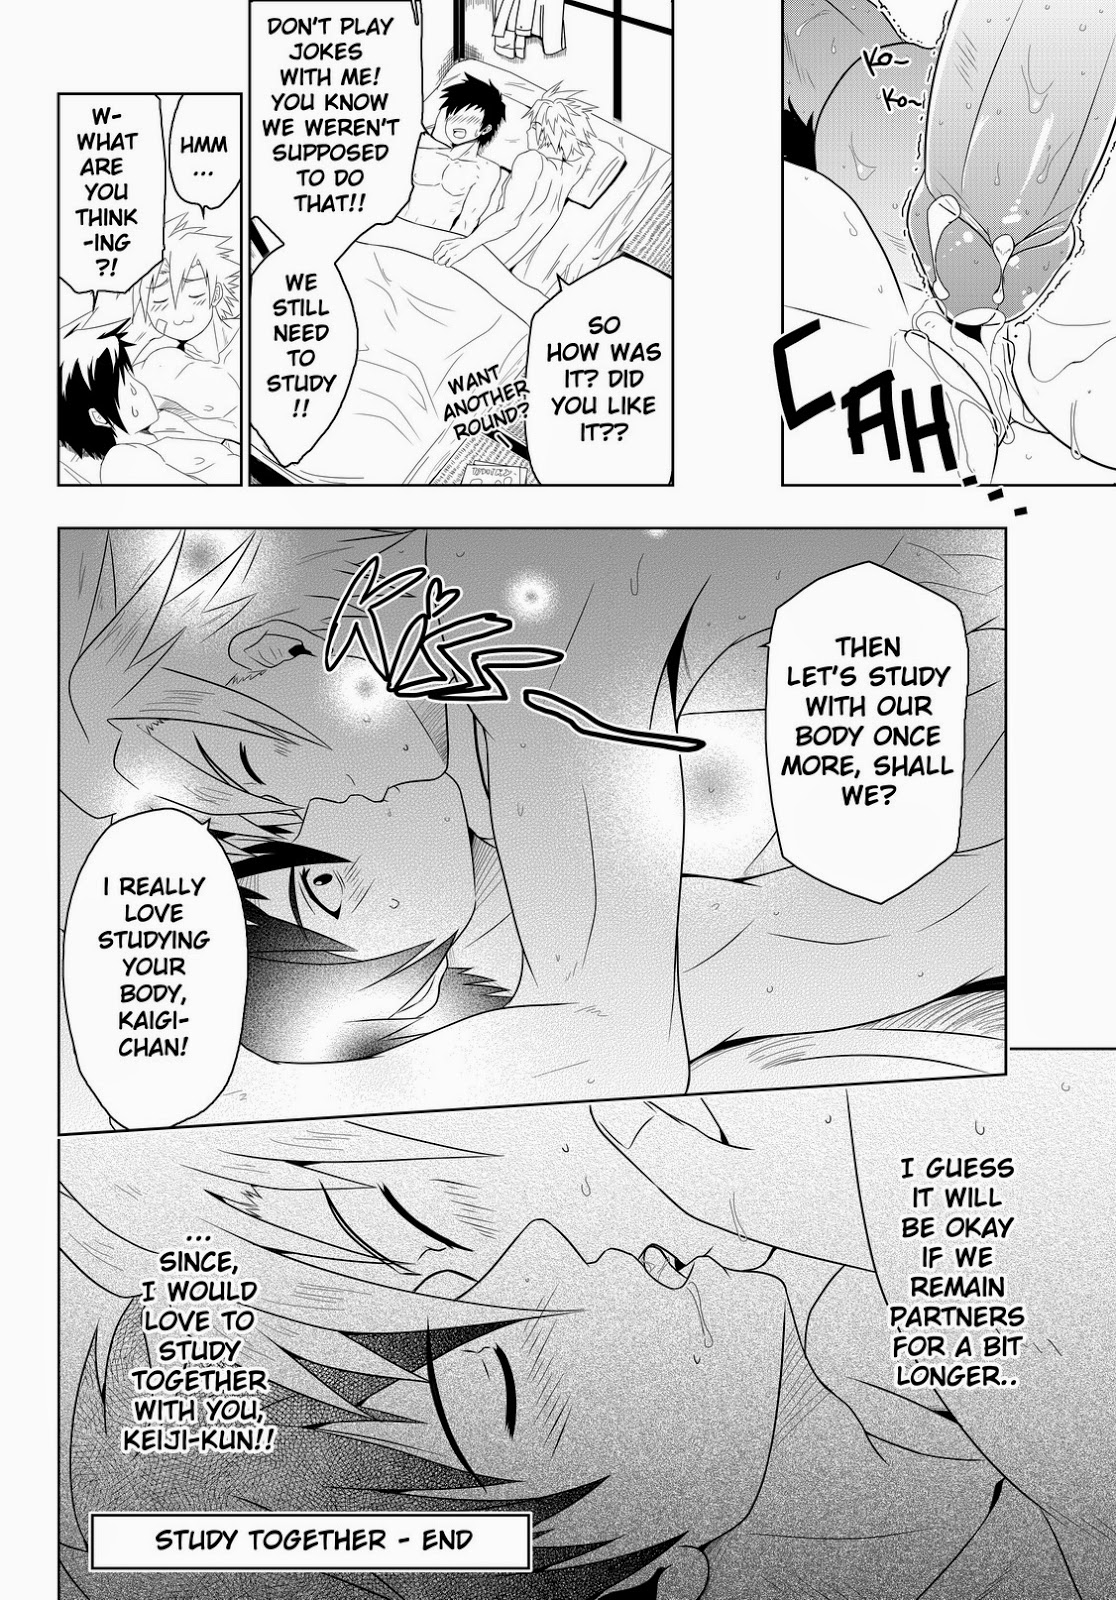 KO~
KO~
CAH...
SO
HOW WAS
IT? DID
YOU LIKE
IT??
WANT
ANOTHER
ROUND?
DON'T PLAY
JOKES
WITH ME!
YOU KNOW
WE WEREN'T
SUPPOSED
TO DO
THAT!!
WE
STILL
NEED
TO
STUDY
!!
HMM
...
W-
WHAT
ARE
YOU
THINK
-ING
?!
THEN
LET'S STUDY
WITH OUR
BODY ONCE
MORE, SHALL
WE?
KISS~
I REALLY
LOVE
STUDYING
YOUR
BODY,
KAIGI-
CHAN!
I GUESS
IT WILL
BE OKAY
IF WE
REMAIN
PARTNERS
FOR A BIT
LONGER..
...
SINCE,
I WOULD
LOVE TO
STUDY
TOGETHER
WITH YOU,
KEIJI-KUN!!
STUDY TOGETHER - END